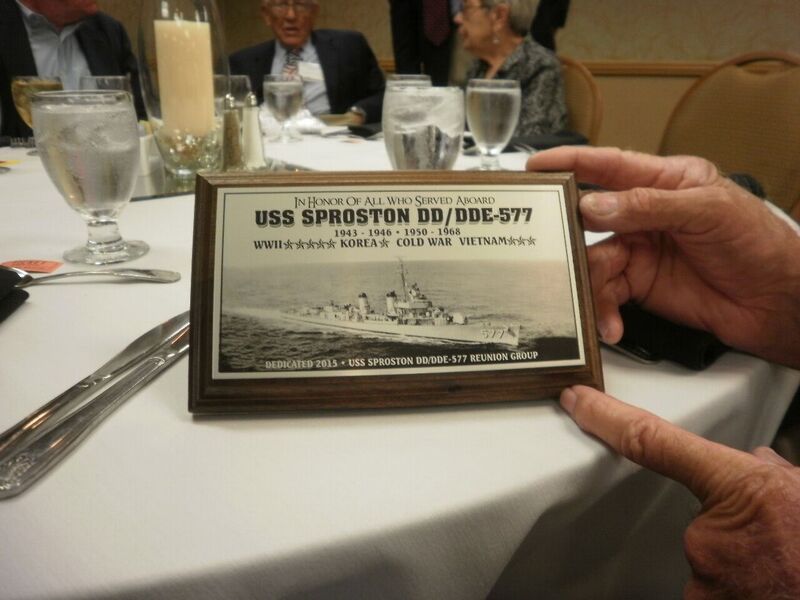 IN HONOR OF ALL WHO SERVED ABOARD
USS SPROSTON DD/DDE-577
1943 - 1946 • 1950 - 1968
WWII☆☆☆☆☆ KOREA☆ COLD WAR VIETNAM☆☆☆
577
DEDICATED 2015 • USS SPROSTON DD/DDE-577 REUNION GROUP